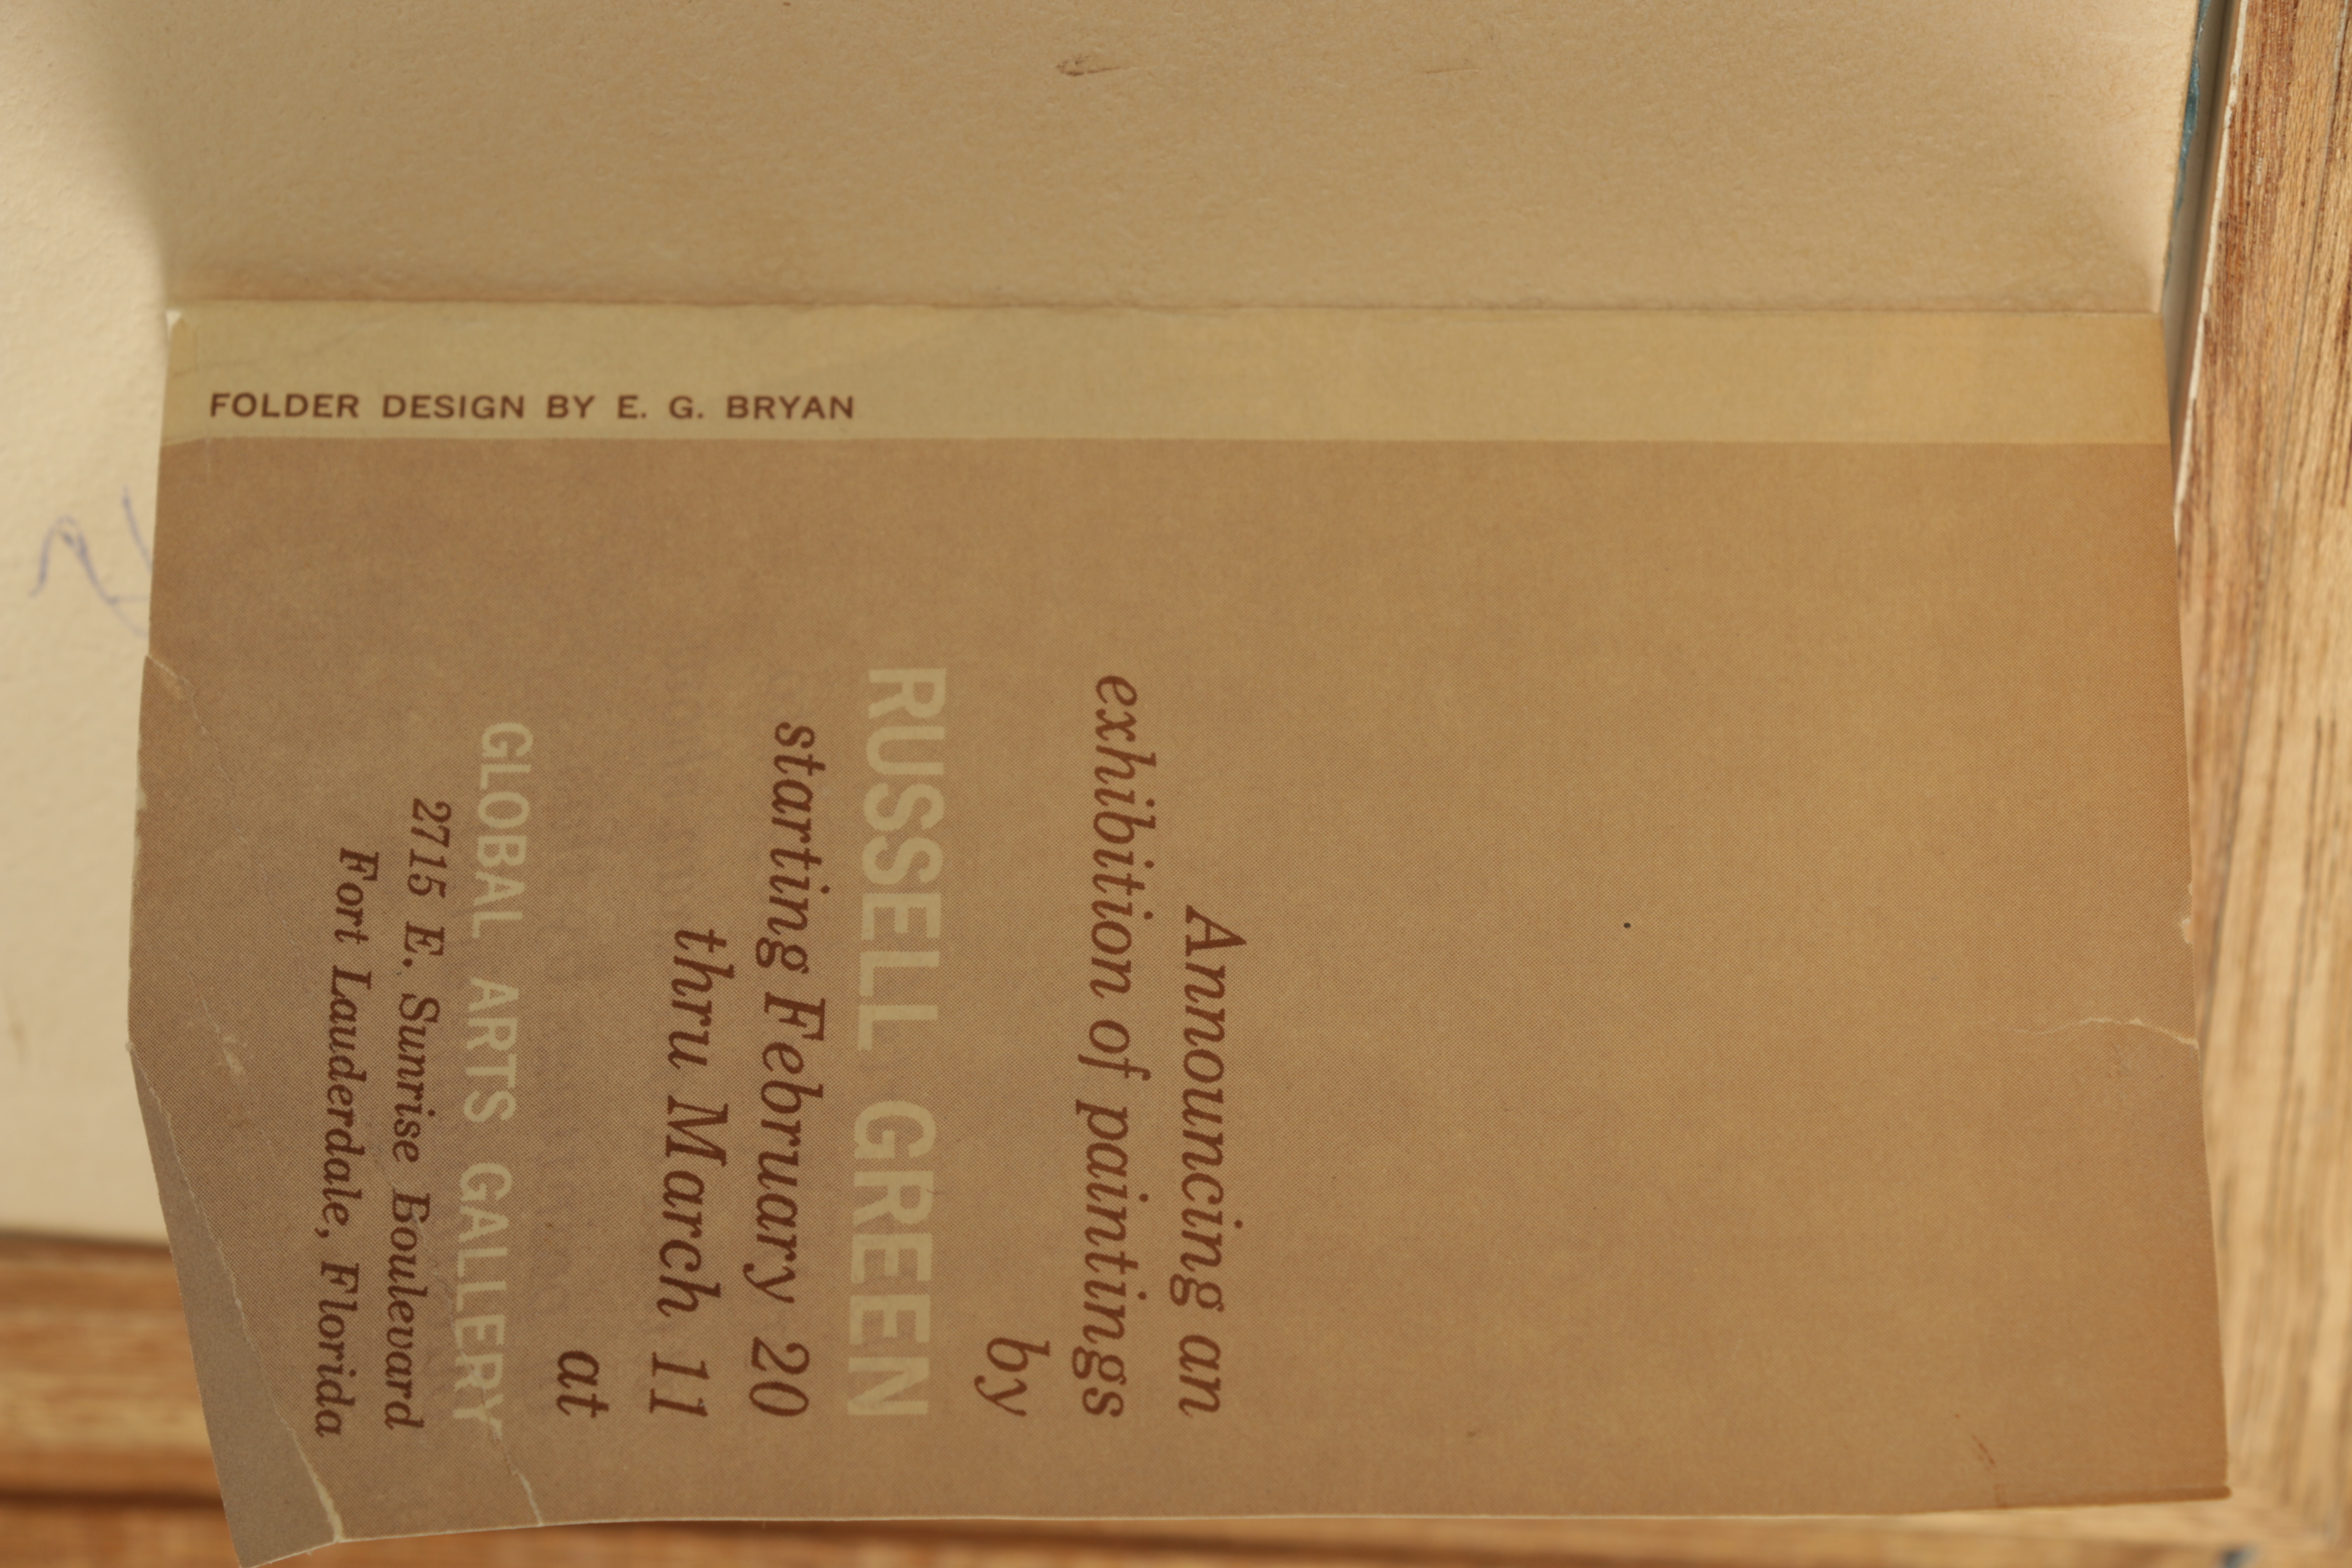 FOLDER DESIGN BY E. G. BRYAN
Announcing an
exhibition of paintings
by
RUSSELL GREEN
starting February 20
thru March 11
at
GLOBAL ARTS GALLERY
2715 E. Sunrise Boulevard
Fort Lauderdale, Florida